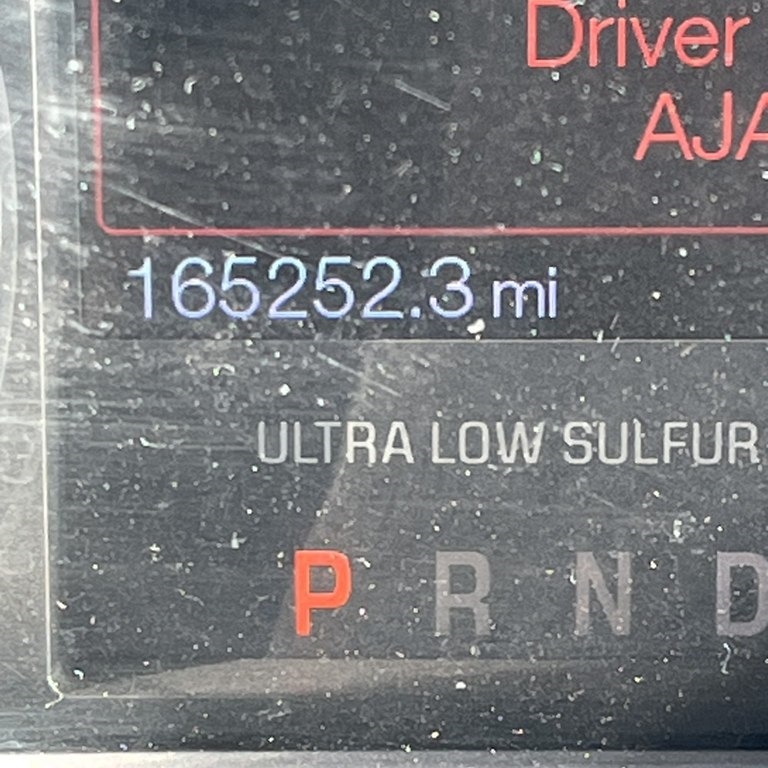 Driver
AJA
165252.3 mi
ULTRA LOW SULFUR
P R N D